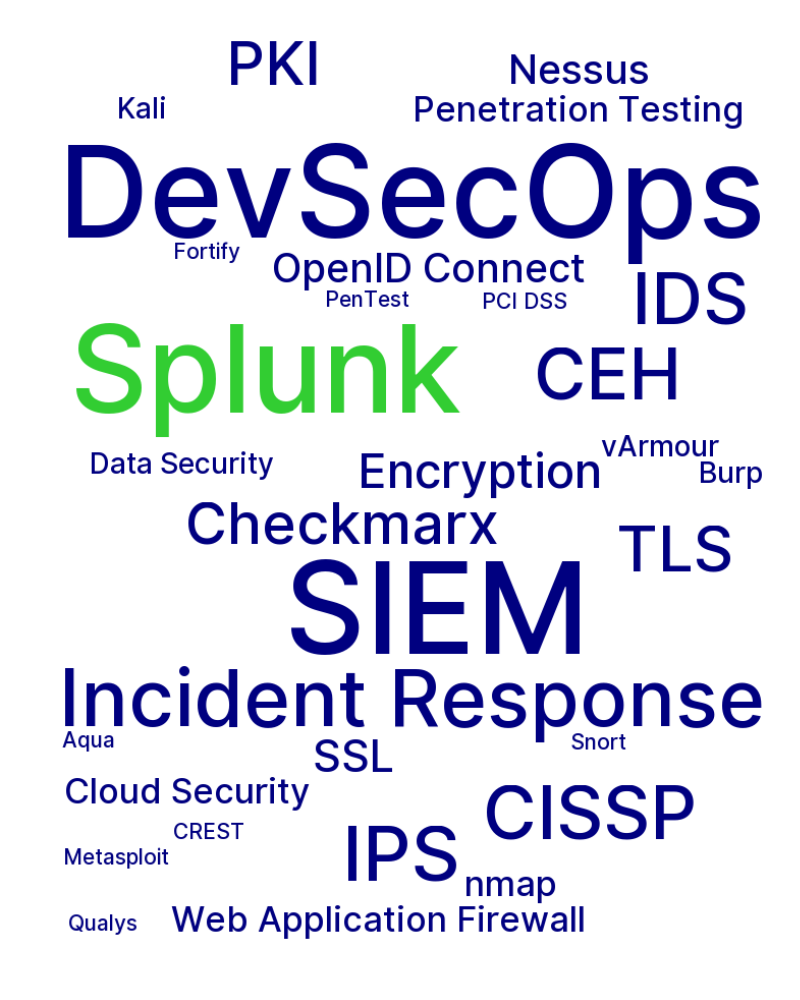 PKI
Nessus
Kali
Penetration Testing
DevSecOps
Fortify
OpenID Connect
IDS
PenTest
PCI DSS
Splunk
CEH
vArmour
Data Security
Encryption
Burp
Checkmarx
TLS
SIEM
Incident Response
Aqua
Snort
SSL
Cloud Security
CISSP
CREST
IPS
Metasploit
nmap
Qualys
Web Application Firewall